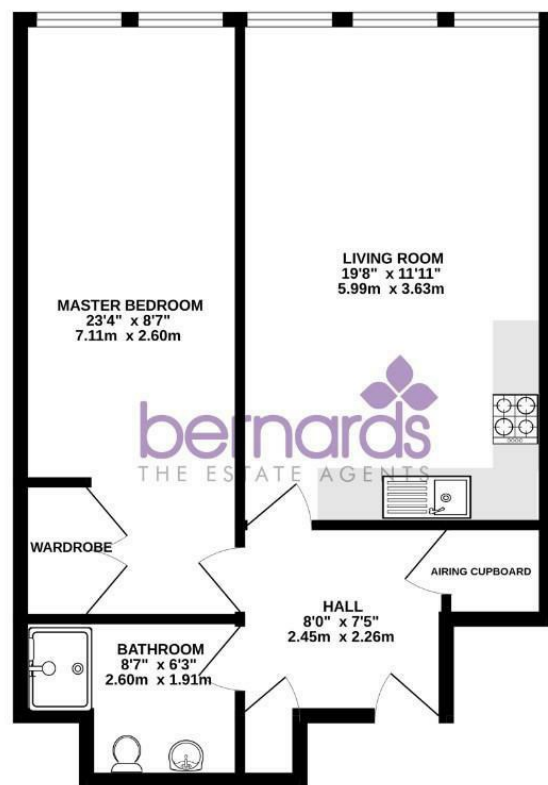 LIVING ROOM
19'8" x 11'11"
5.99m x 3.63m
MASTER BEDROOM
23'4" x 8'7"
7.11m x 2.60m
bernards
THE ESTATE AGENTS
WARDROBE
AIRING CUPBOARD
HALL
8'0" x 7'5"
2.45m x 2.26m
BATHROOM
8'7" x 6'3"
2.60m x 1.91m